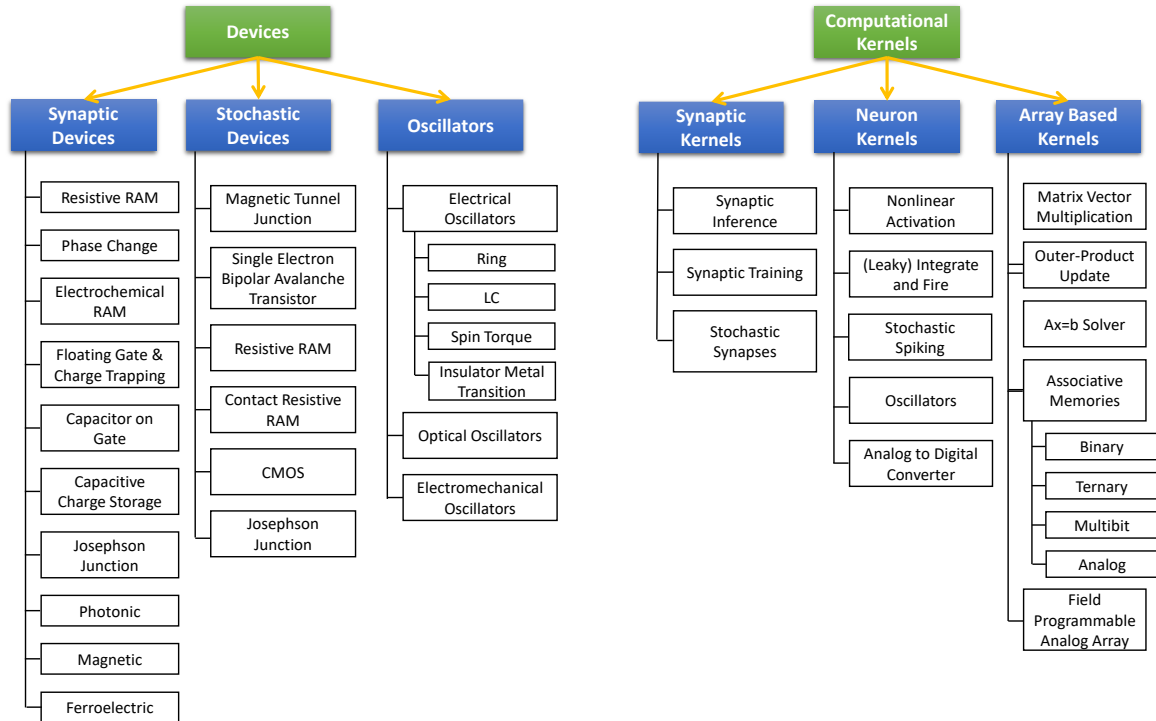 Devices
Synaptic
Devices
Resistive RAM
Phase Change
Electrochemical
RAM
Floating Gate &
Charge Trapping
Capacitor on
Gate
Capacitive
Charge Storage
Josephson
Junction
Photonic
Magnetic
Ferroelectric
Stochastic
Devices
Magnetic Tunnel
Junction
Single Electron
Bipolar Avalanche
Transistor
Resistive RAM
Contact Resistive
RAM
CMOS
Josephson
Junction
Oscillators
Electrical
Oscillators
Ring
LC
Spin Torque
Insulator Metal
Transition
Optical Oscillators
Electromechanical
Oscillators
Computational
Kernels
Synaptic
Kernels
Synaptic
Inference
Synaptic Training
Stochastic
Synapses
Neuron
Kernels
Nonlinear
Activation
(Leaky) Integrate
and Fire
Stochastic
Spiking
Oscillators
Analog to Digital
Converter
Array Based
Kernels
Matrix Vector
Multiplication
Outer-Product
Update
Ax=b Solver
Associative
Memories
Binary
Ternary
Multibit
Analog
Field
Programmable
Analog Array